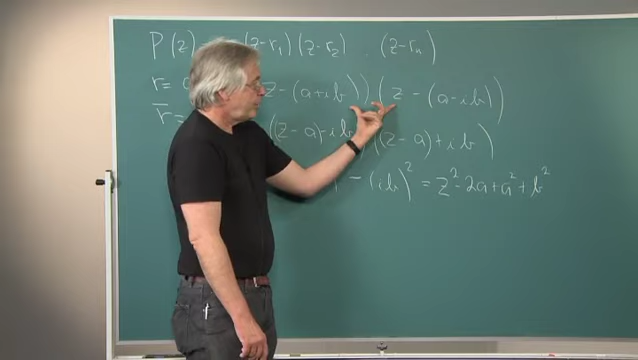 P(z) (z-r₁)(z-r₂) (z-rₙ)
r= z-(a+ib))(z-(a-ib))
r̅= ((z-a)-ib)((z-a)+ib)
-(ib)² = z²-2a+a²+b²